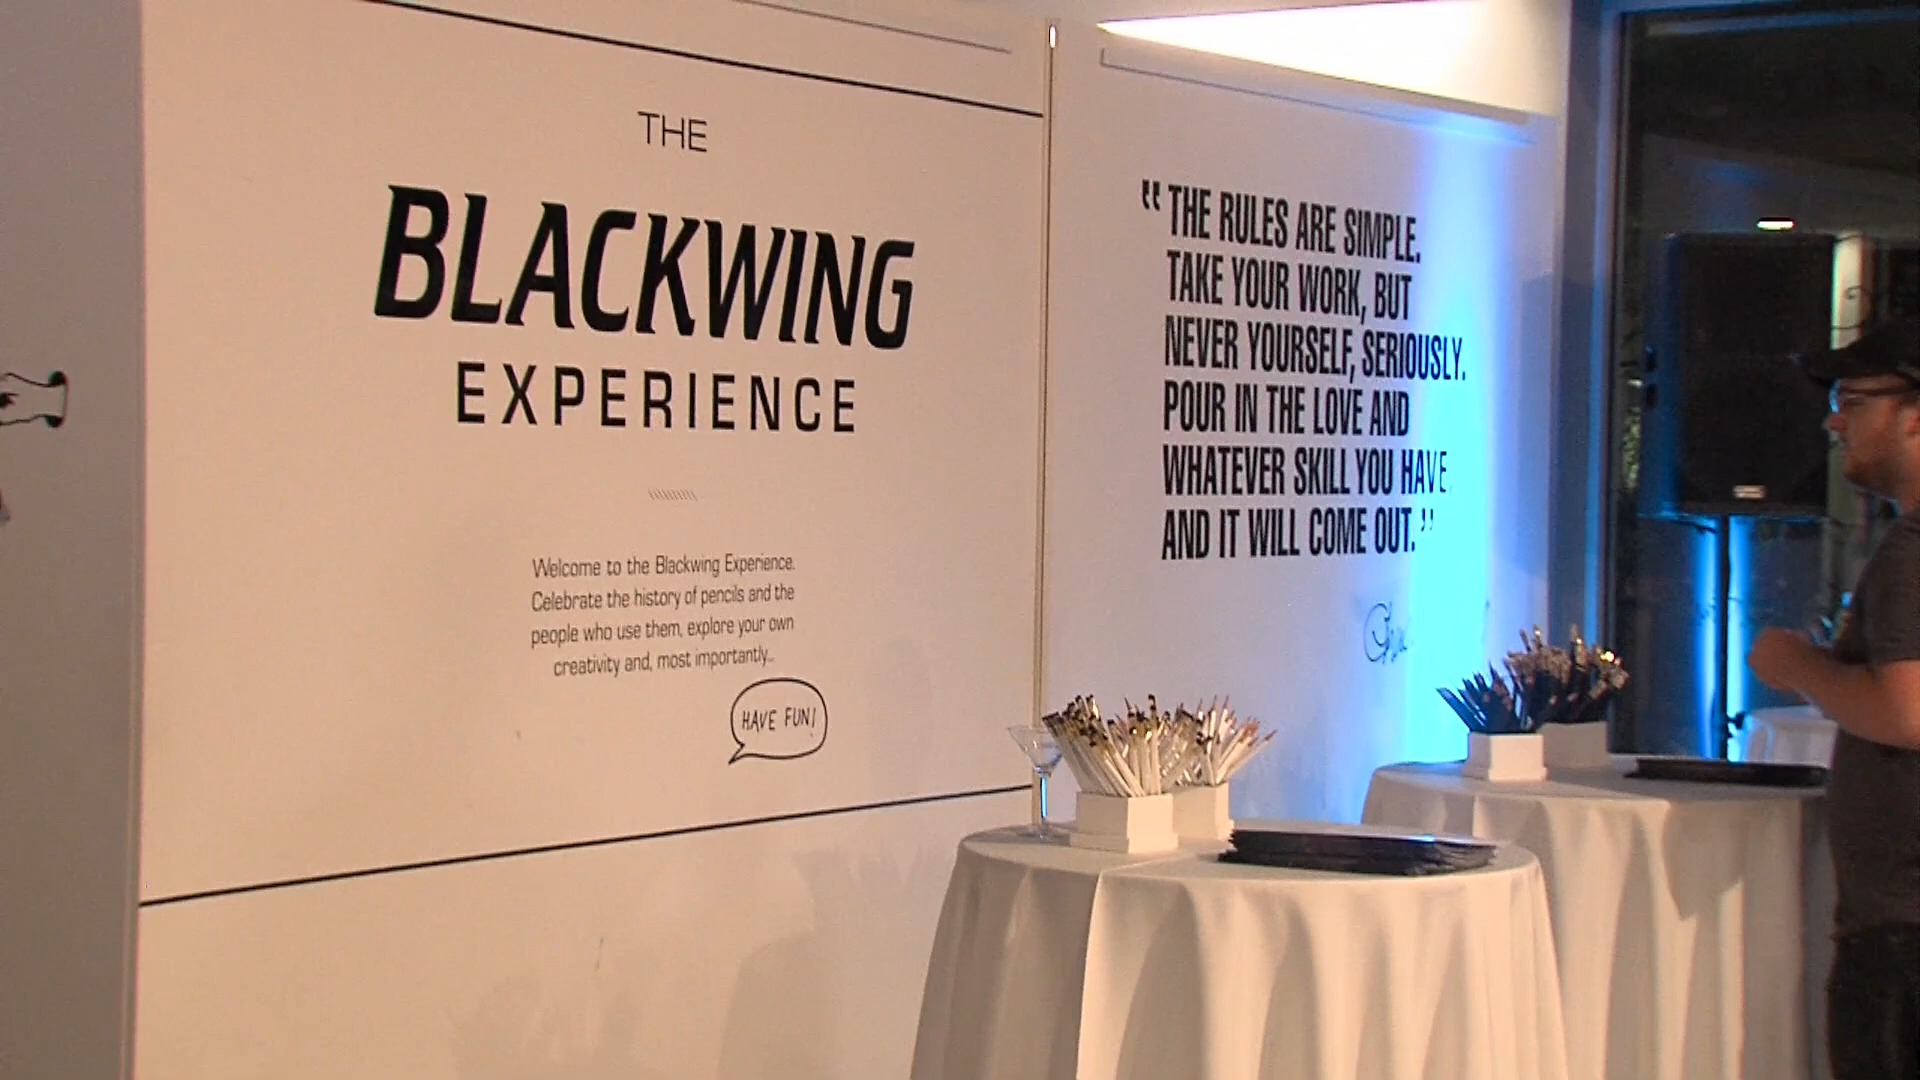 THE
BLACKWING
EXPERIENCE
Welcome to the Blackwing Experience.
Celebrate the history of pencils and the
people who use them, explore your own
creativity and, most importantly...
HAVE FUN!
“THE RULES ARE SIMPLE.
TAKE YOUR WORK, BUT
NEVER YOURSELF, SERIOUSLY.
POUR IN THE LOVE AND
WHATEVER SKILL YOU HAVE,
AND IT WILL COME OUT.”